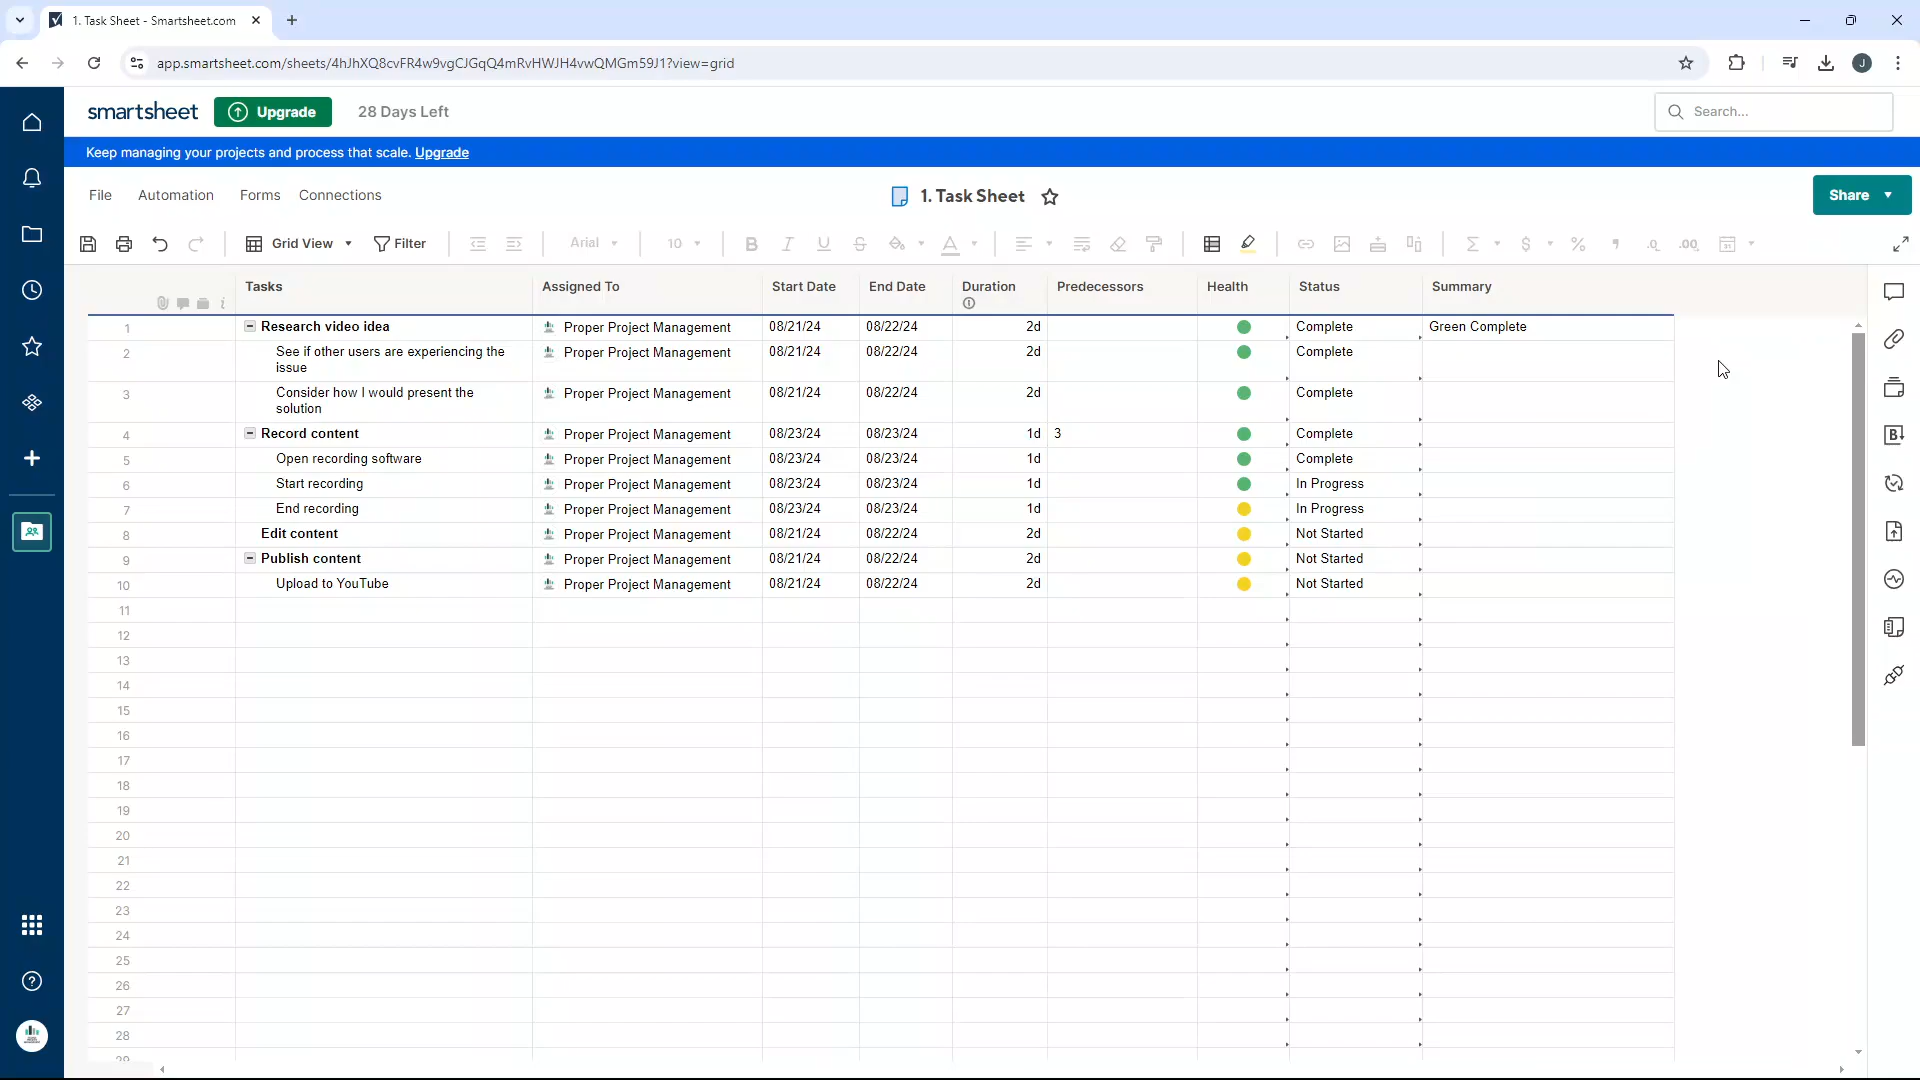 1. Task Sheet - Smartsheet.com
app.smartsheet.com/sheets/4hJhXQ8cvFR4w9vgCJGqQ4mRvHWJH4vwQMGm59J1?view=grid
J
smartsheet Upgrade 28 Days Left Search...
Keep managing your projects and process that scale. Upgrade
File Automation Forms Connections 1. Task Sheet Share
Grid View Filter Arial 10
Tasks Assigned To Start Date End Date Duration Predecessors Health Status Summary
1 Research video idea Proper Project Management 08/21/24 08/22/24 2d Complete Green Complete
2 See if other users are experiencing the Proper Project Management 08/21/24 08/22/24 2d Complete
issue
3 Consider how I would present the Proper Project Management 08/21/24 08/22/24 2d Complete
solution
4 Record content Proper Project Management 08/23/24 08/23/24 1d 3 Complete
5 Open recording software Proper Project Management 08/23/24 08/23/24 1d Complete
6 Start recording Proper Project Management 08/23/24 08/23/24 1d In Progress
7 End recording Proper Project Management 08/23/24 08/23/24 1d In Progress
8 Edit content Proper Project Management 08/21/24 08/22/24 2d Not Started
9 Publish content Proper Project Management 08/21/24 08/22/24 2d Not Started
10 Upload to YouTube Proper Project Management 08/21/24 08/22/24 2d Not Started
11
12
13
14
15
16
17
18
19
20
21
22
23
24
25
26
27
28
29